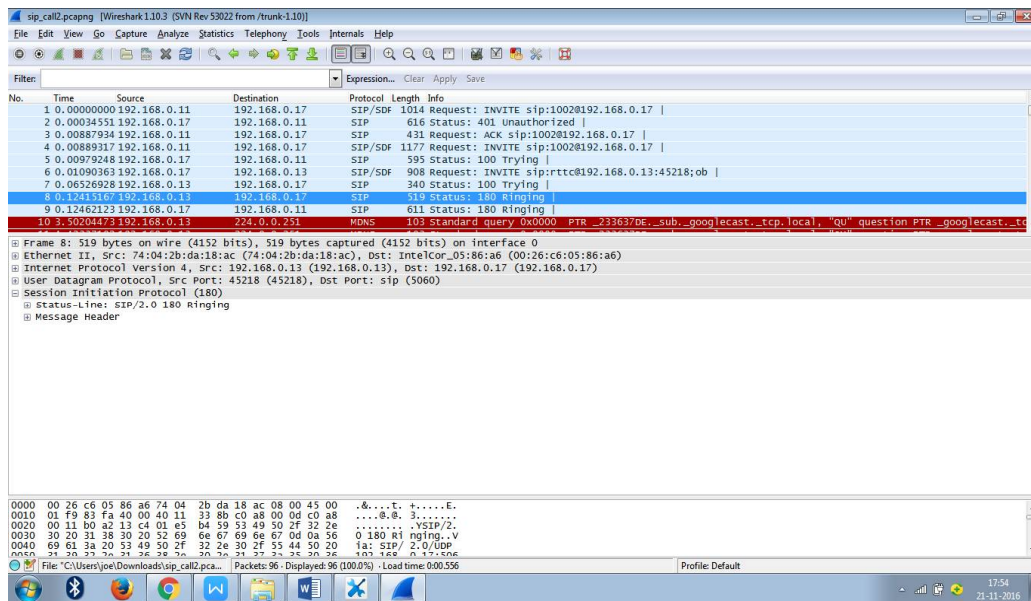 sip_call2.pcapng [Wireshark 1.10.3 (SVN Rev 53022 from /trunk-1.10)]
File Edit View Go Capture Analyze Statistics Telephony Tools Internals Help
Filter: Expression... Clear Apply Save
No. Time Source Destination Protocol Length Info
1 0.00000000 192.168.0.11 192.168.0.17 SIP/SDF 1014 Request: INVITE sip:1002@192.168.0.17 |
2 0.00034551 192.168.0.17 192.168.0.11 SIP 616 Status: 401 Unauthorized |
3 0.00887934 192.168.0.11 192.168.0.17 SIP 431 Request: ACK sip:1002@192.168.0.17 |
4 0.00889317 192.168.0.11 192.168.0.17 SIP/SDF 1177 Request: INVITE sip:1002@192.168.0.17 |
5 0.00979248 192.168.0.17 192.168.0.11 SIP 595 Status: 100 Trying |
6 0.01090363 192.168.0.17 192.168.0.13 SIP/SDF 908 Request: INVITE sip:rttc@192.168.0.13:45218;ob |
7 0.06526928 192.168.0.13 192.168.0.17 SIP 340 Status: 100 Trying |
8 0.12415167 192.168.0.13 192.168.0.17 SIP 519 Status: 180 Ringing |
9 0.12462123 192.168.0.17 192.168.0.11 SIP 611 Status: 180 Ringing |
10 3.50204473 192.168.0.13 224.0.0.251 MDNS 103 Standard query 0x0000 PTR _233637DE._sub._googlecast._tcp.local, "QU" question PTR _googlecast._tc
Frame 8: 519 bytes on wire (4152 bits), 519 bytes captured (4152 bits) on interface 0
Ethernet II, Src: 74:04:2b:da:18:ac (74:04:2b:da:18:ac), Dst: IntelCor_05:86:a6 (00:26:c6:05:86:a6)
Internet Protocol Version 4, Src: 192.168.0.13 (192.168.0.13), Dst: 192.168.0.17 (192.168.0.17)
User Datagram Protocol, Src Port: 45218 (45218), Dst Port: sip (5060)
Session Initiation Protocol (180)
Status-Line: SIP/2.0 180 Ringing
Message Header
0000 00 26 c6 05 86 a6 74 04 2b da 18 ac 08 00 45 00 .&....t. +.....E.
0010 01 f9 83 fa 40 00 40 11 33 8b c0 a8 00 0d c0 a8 ....@.@. 3.......
0020 00 11 b0 a2 13 c4 01 e5 b4 59 53 49 50 2f 32 2e ........ .YSIP/2.
0030 30 20 31 38 30 20 52 69 6e 67 69 6e 67 0d 0a 56 0 180 Ri nging..V
0040 69 61 3a 20 53 49 50 2f 32 2e 30 2f 55 44 50 20 ia: SIP/ 2.0/UDP
File: "C:\Users\joe\Downloads\sip_call2.pca... Packets: 96 · Displayed: 96 (100.0%) · Load time: 0:00.556 Profile: Default
17:54
21-11-2016